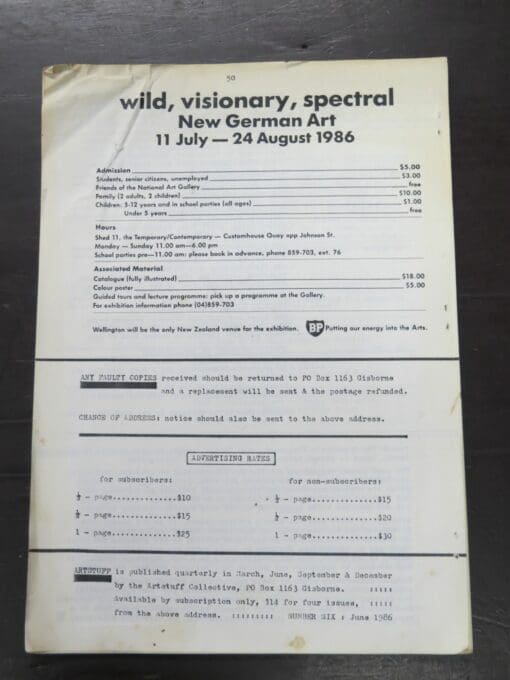 50
wild, visionary, spectral
New German Art
11 July — 24 August 1986
Admission $5.00
Students, senior citizens, unemployed $3.00
Friends of the National Art Gallery free
Family (2 adults, 2 children) $10.00
Children: 5-12 years and in school parties (all ages) $1.00
Under 5 years free
Hours
Shed 11, the Temporary/Contemporary — Customhouse Quay opp Johnson St.
Monday — Sunday 11.00 am—6.00 pm
School parties pre—11.00 am: please book in advance, phone 859-703, ext. 76
Associated Material
Catalogue (fully illustrated) $18.00
Colour poster $5.00
Guided tours and lecture programme: pick up a programme at the Gallery.
For exhibition information phone (04)859-703
Wellington will be the only New Zealand venue for the exhibition. BP Putting our energy into the Arts.
ANY FAULTY COPIES received should be returned to PO Box 1163 Gisborne
and a replacement will be sent & the postage refunded.
CHANGE OF ADDRESS: notice should also be sent to the above address.
ADVERTISING RATES
for subscribers: for non-subscribers:
- page..............$10 - page..............$15
½ - page..............$15 ½ - page..............$20
1 - page..............$25 1 - page..............$30
ARTSTUFF is published quarterly in March, June, September & December
by the Artstuff Collective, PO Box 1163 Gisborne. :::::
Available by subscription only, $14 for four issues, :::::
from the above address. ::::::::: NUMBER SIX : June 1986